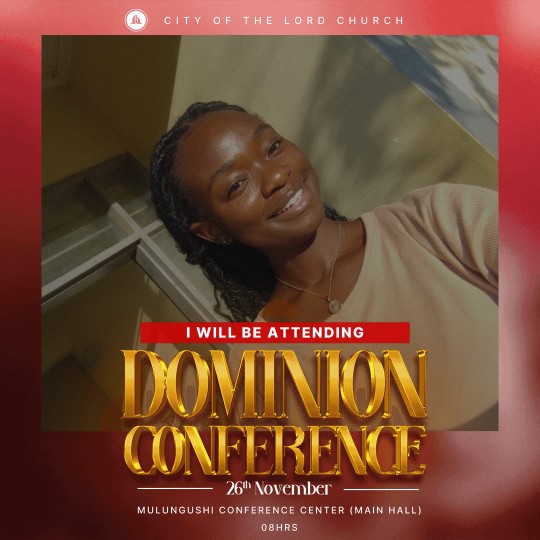 CITY OF THE LORD CHURCH
I WILL BE ATTENDING
DOMINION
CONFERENCE
26th November
MULUNGUSHI CONFERENCE CENTER (MAIN HALL)
08HRS